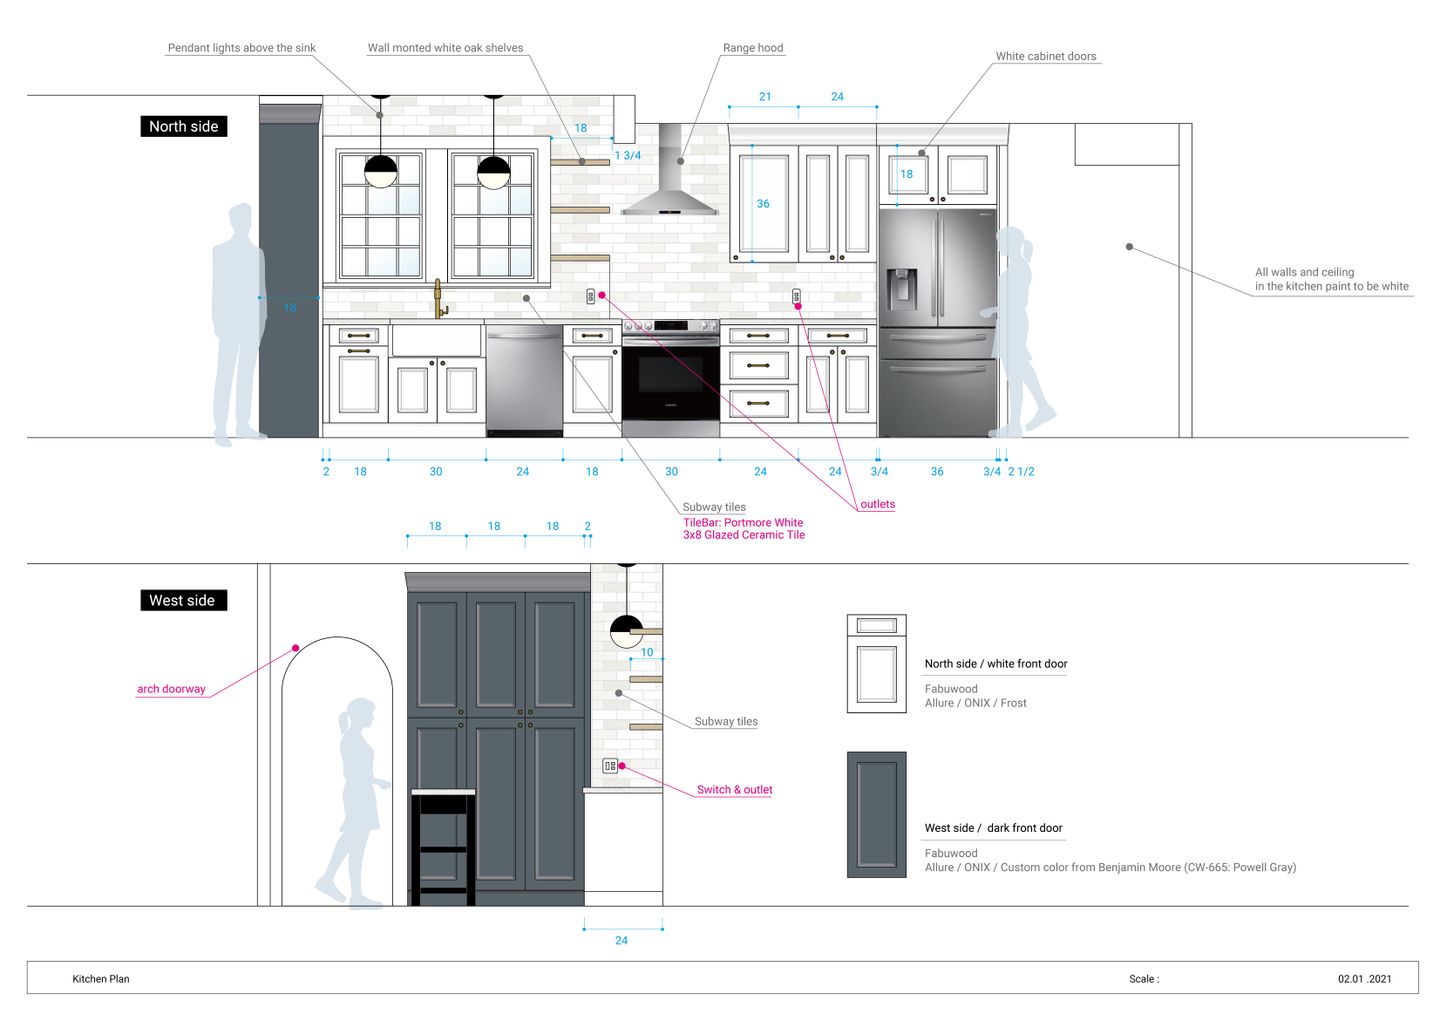 Pendant lights above the sink
Wall monted white oak shelves
Range hood
White cabinet doors
North side
21
24
18
1 3/4
18
36
18
All walls and ceiling
in the kitchen paint to be white
2
18
30
24
18
30
24
24
3/4
36
3/4
2 1/2
Subway tiles
TileBar: Portmore White
3x8 Glazed Ceramic Tile
outlets
18
18
18
2
West side
10
arch doorway
Subway tiles
Switch & outlet
24
North side / white front door
Fabuwood
Allure / ONIX / Frost
West side / dark front door
Fabuwood
Allure / ONIX / Custom color from Benjamin Moore (CW-665: Powell Gray)
Kitchen Plan
Scale :
02.01 .2021